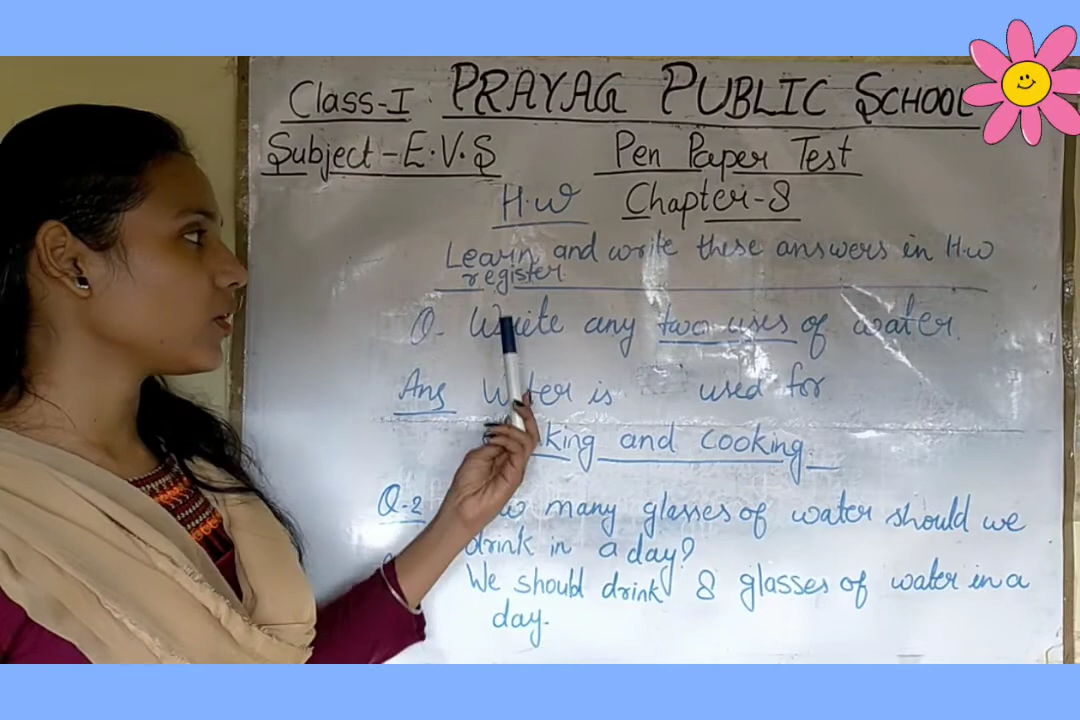 Class-I PRAYAG PUBLIC SCHOOL
Subject-E.V.S Pen Paper Test
H.W Chapter-8
Learn and write these answers in H.W
register.
Q- Write any two uses of water.
Ans Water is used for
and cooking.
Q-2 many glasses of water should we
drink in a day?
We should drink 8 glasses of water in a
day.